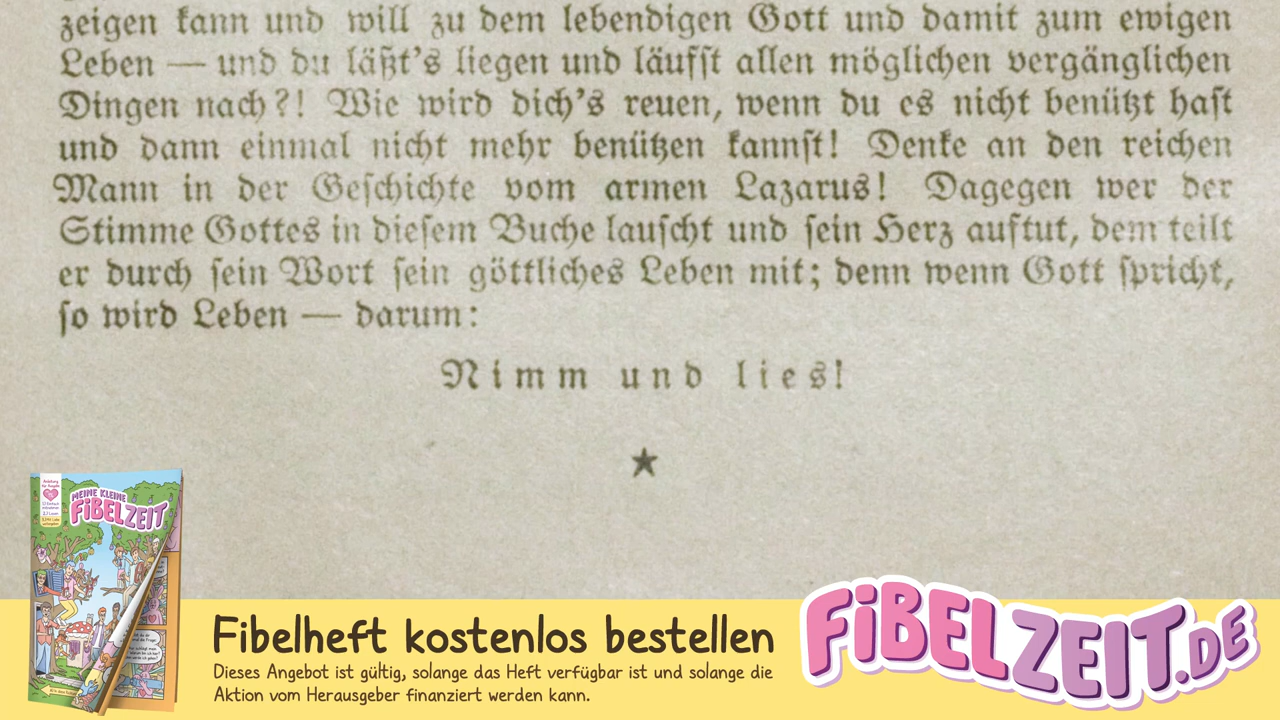 zeigen kann und will zu dem lebendigen Gott und damit zum ewigen
Leben — und du läßt’s liegen und läufst allen möglichen vergänglichen
Dingen nach?! Wie wird dich’s reuen, wenn du es nicht benützt hast
und dann einmal nicht mehr benützen kannst! Denke an den reichen
Mann in der Geschichte vom armen Lazarus! Dagegen wer der
Stimme Gottes in diesem Buche lauscht und sein Herz auftut, dem teilt
er durch sein Wort sein göttliches Leben mit; denn wenn Gott spricht,
so wird Leben — darum:
Nimm und lies!
MEINE KLEINE
FIBELZEIT
Fibelheft kostenlos bestellen
Dieses Angebot ist gültig, solange das Heft verfügbar ist und solange die
Aktion vom Herausgeber finanziert werden kann.
FIBELZEIT.DE